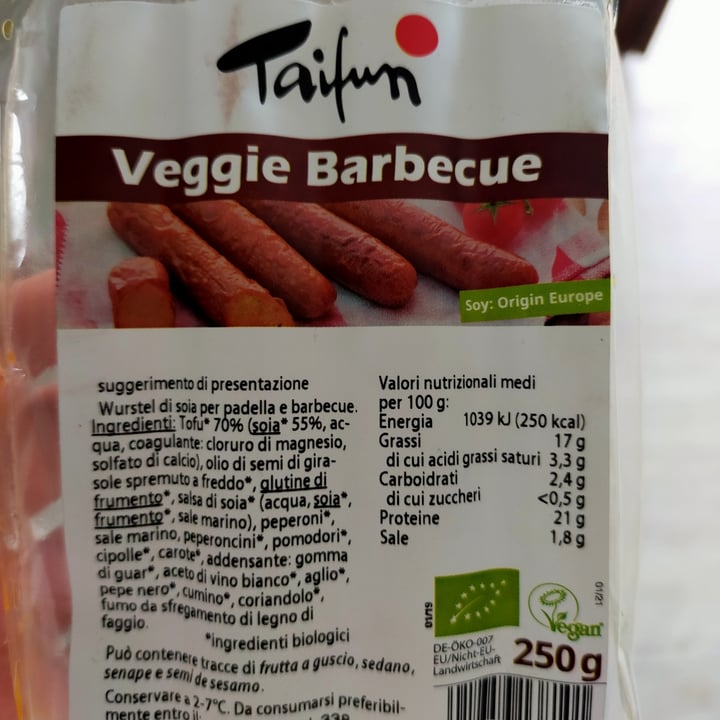 Taifun
Veggie Barbecue
Soy: Origin Europe
suggerimento di presentazione
Wurstel di soia per padella e barbecue.
Ingredienti: Tofu* 70% (soia* 55%, ac-
qua, coagulante: cloruro di magnesio,
solfato di calcio), olio di semi di gira-
sole spremuto a freddo*, glutine di
frumento*, salsa di soia* (acqua, soia*,
frumento*, sale marino), peperoni*,
sale marino, peperoncini*, pomodori*,
cipolle*, carote*, addensante: gomma
di guar*, aceto di vino bianco*, aglio*,
pepe nero*, cumino*, coriandolo*,
fumo da sfregamento di legno di
faggio.
*ingredienti biologici
Può contenere tracce di frutta a guscio, sedano,
senape e semi di sesamo.
Conservare a 2-7°C. Da consumarsi preferibil-
mente entro il:
Valori nutrizionali medi
per 100 g:
Energia 1039 kJ (250 kcal)
Grassi 17 g
di cui acidi grassi saturi 3,3 g
Carboidrati 2,4 g
di cui zuccheri <0,5 g
Proteine 21 g
Sale 1,8 g
01/19
01/21
Vegan
DE-ÖKO-007
EU/Nicht-EU-
Landwirtschaft
250 g